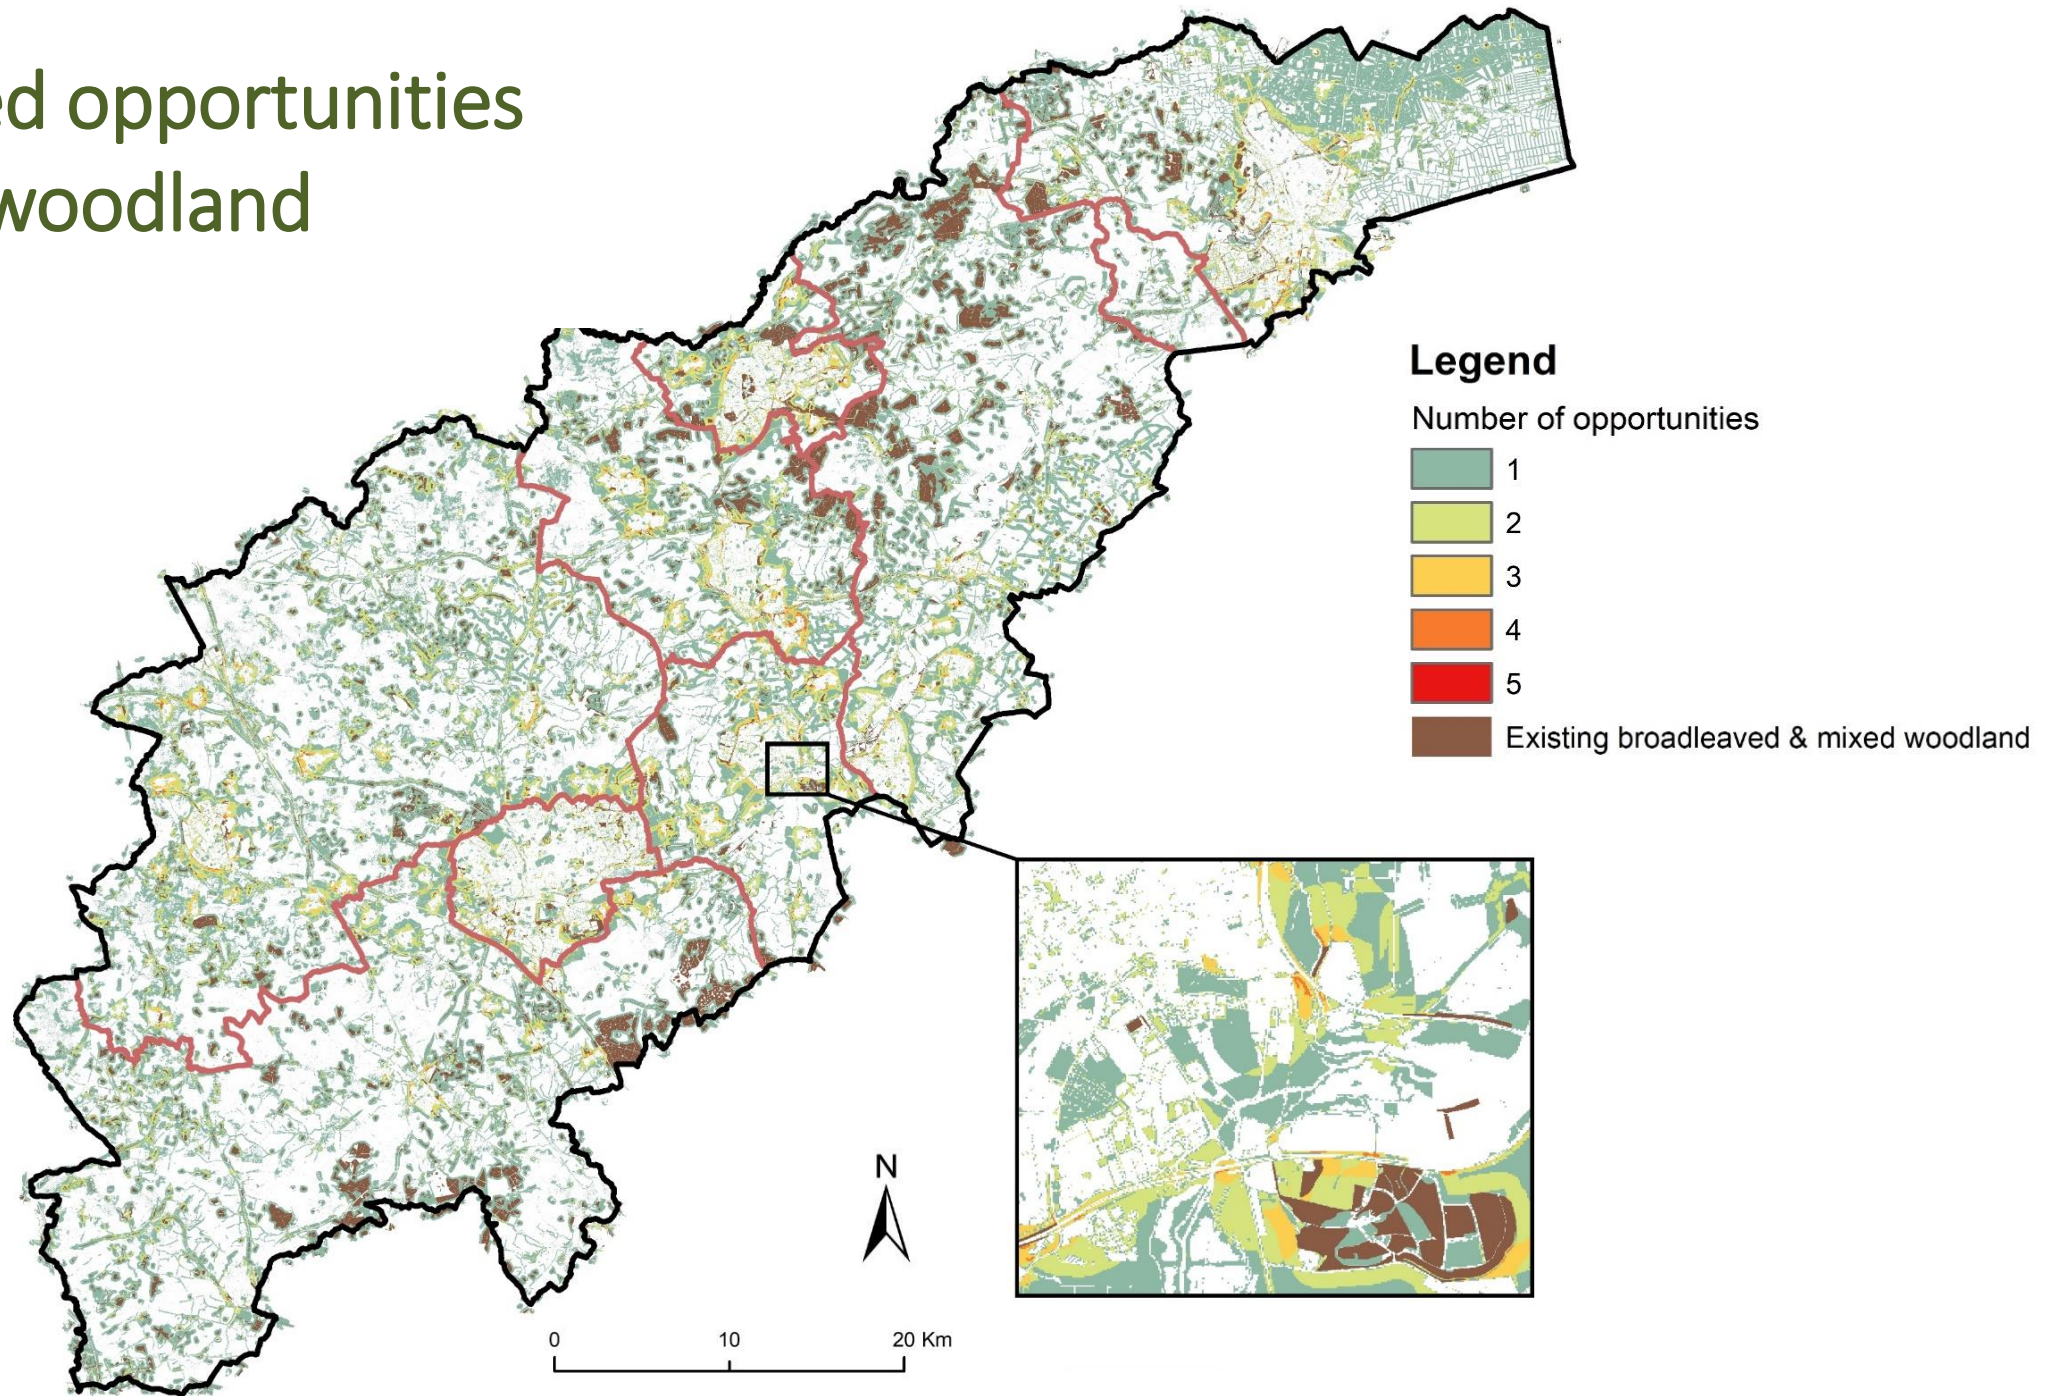 ed opportunities
woodland
Legend
Number of opportunities
1
2
3
4
5
Existing broadleaved & mixed woodland
N
0 10 20 Km